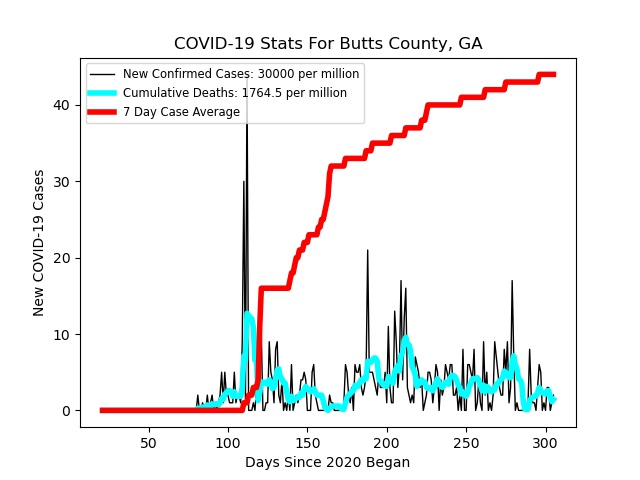 COVID-19 Stats For Butts County, GA
New Confirmed Cases: 30000 per million
Cumulative Deaths: 1764.5 per million
7 Day Case Average
New COVID-19 Cases
40
30
20
10
0
50 100 150 200 250 300
Days Since 2020 Began